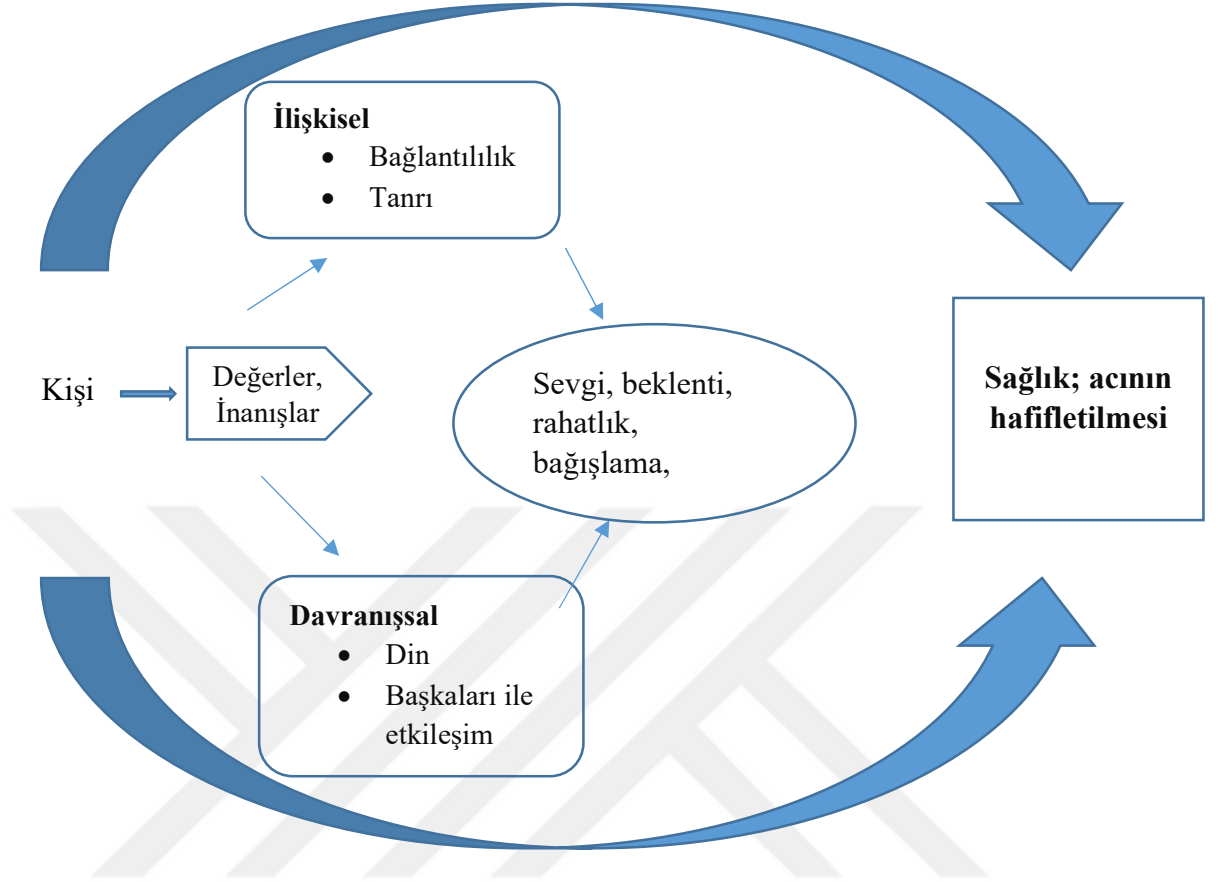 İlişkisel
• Bağlantılılık
• Tanrı
Kişi
Değerler,
İnanışlar
Sevgi, beklenti,
rahatlık,
bağışlama,
Sağlık; acının
hafifletilmesi
Davranışsal
• Din
• Başkaları ile
etkileşim